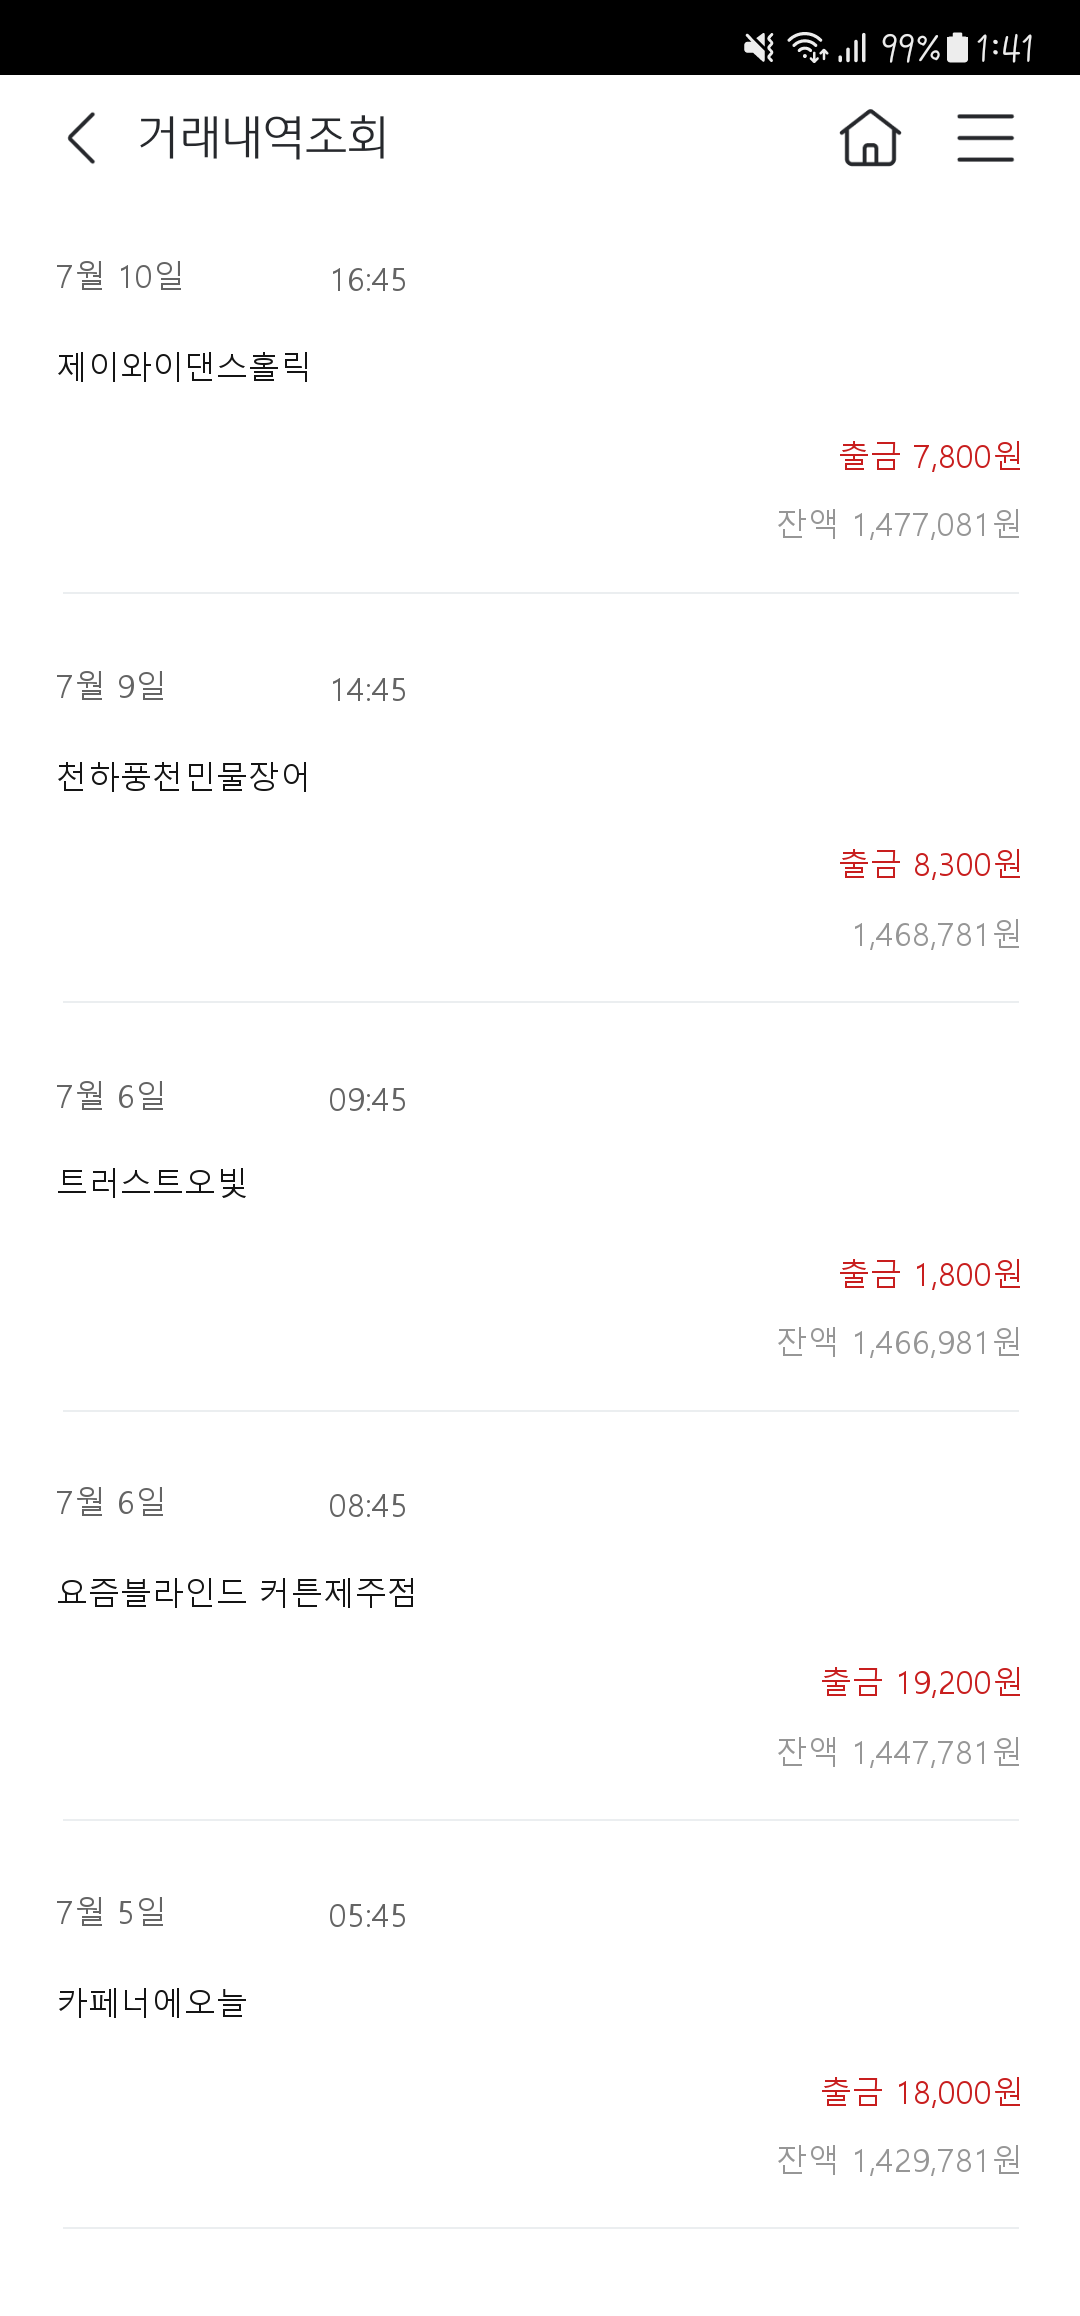 99% 1:41
거래내역조회
7월 10일 16:45
제이와이댄스홀릭
출금 7,800원
잔액 1,477,081원
7월 9일 14:45
천하풍천민물장어
출금 8,300원
1,468,781원
7월 6일 09:45
트러스트오빛
출금 1,800원
잔액 1,466,981원
7월 6일 08:45
요즘블라인드 커튼제주점
출금 19,200원
잔액 1,447,781원
7월 5일 05:45
카페너에오늘
출금 18,000원
잔액 1,429,781원